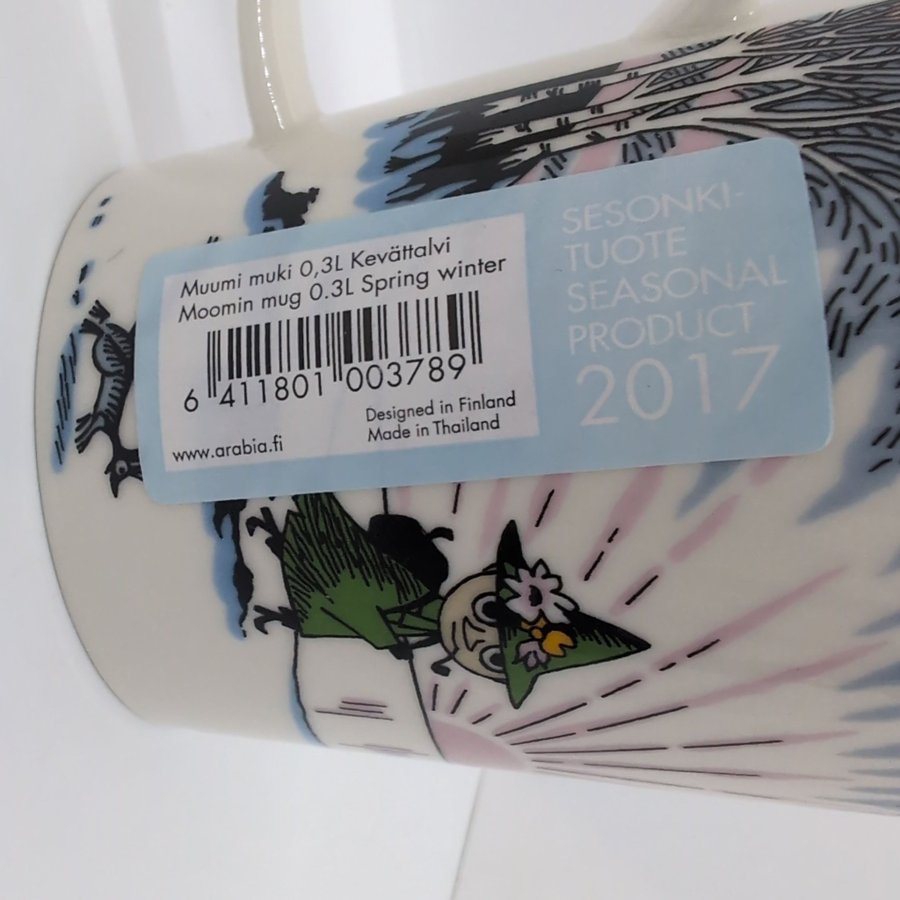 Muumi muki 0,3L Kevättalvi
Moomin mug 0.3L Spring winter
6 411801 003789
Designed in Finland
Made in Thailand
www.arabia.fi
SESONKI-
TUOTE
SEASONAL
PRODUCT
2017